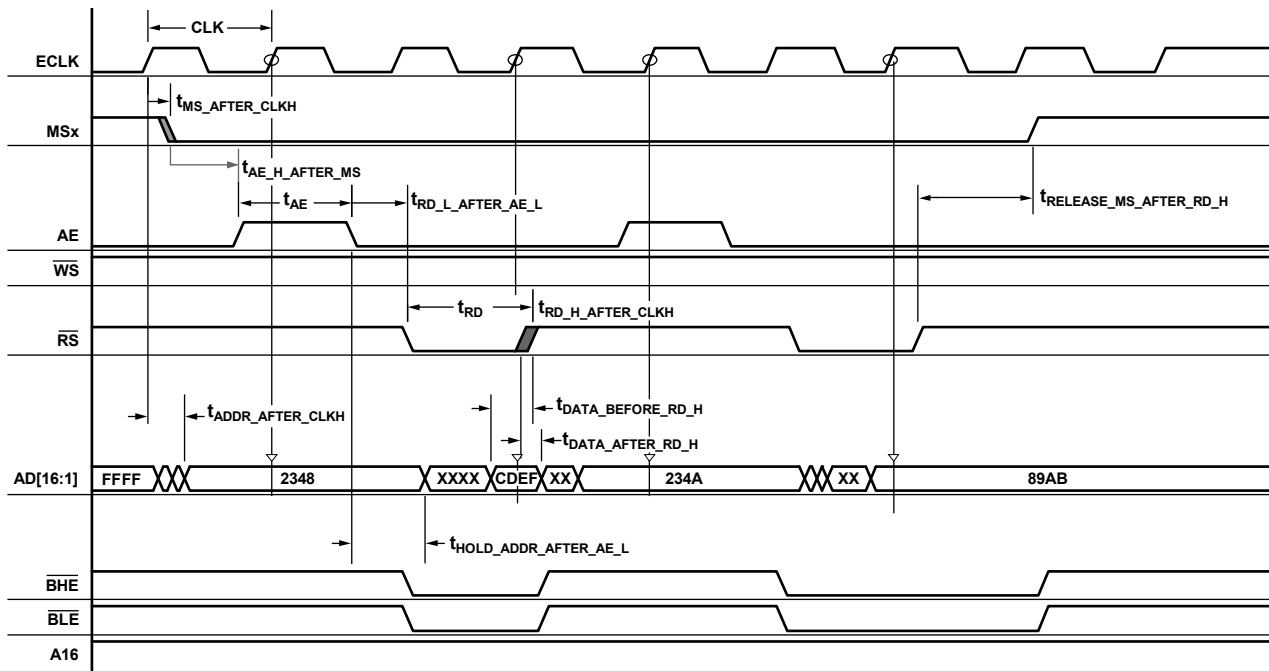 CLK
ECLK
tMS_AFTER_CLKH
MSx
tAE_H_AFTER_MS
tAE tRD_L_AFTER_AE_L tRELEASE_MS_AFTER_RD_H
AE
WS
tRD tRD_H_AFTER_CLKH
RS
tADDR_AFTER_CLKH tDATA_BEFORE_RD_H
tDATA_AFTER_RD_H
AD[16:1] FFFF 2348 XXXX CDEF XX 234A XX 89AB
tHOLD_ADDR_AFTER_AE_L
BHE
BLE
A16